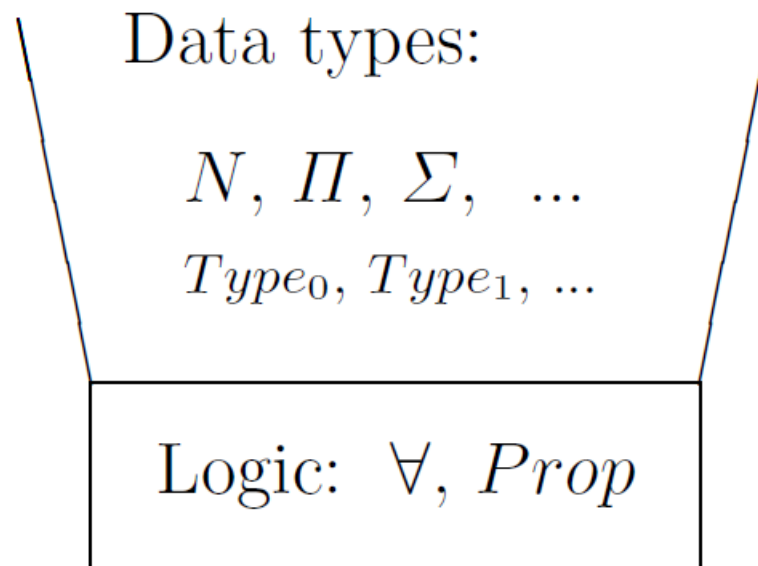 Data types:
N, Π, Σ, ...
Type₀, Type₁, ...
Logic: ∀, Prop